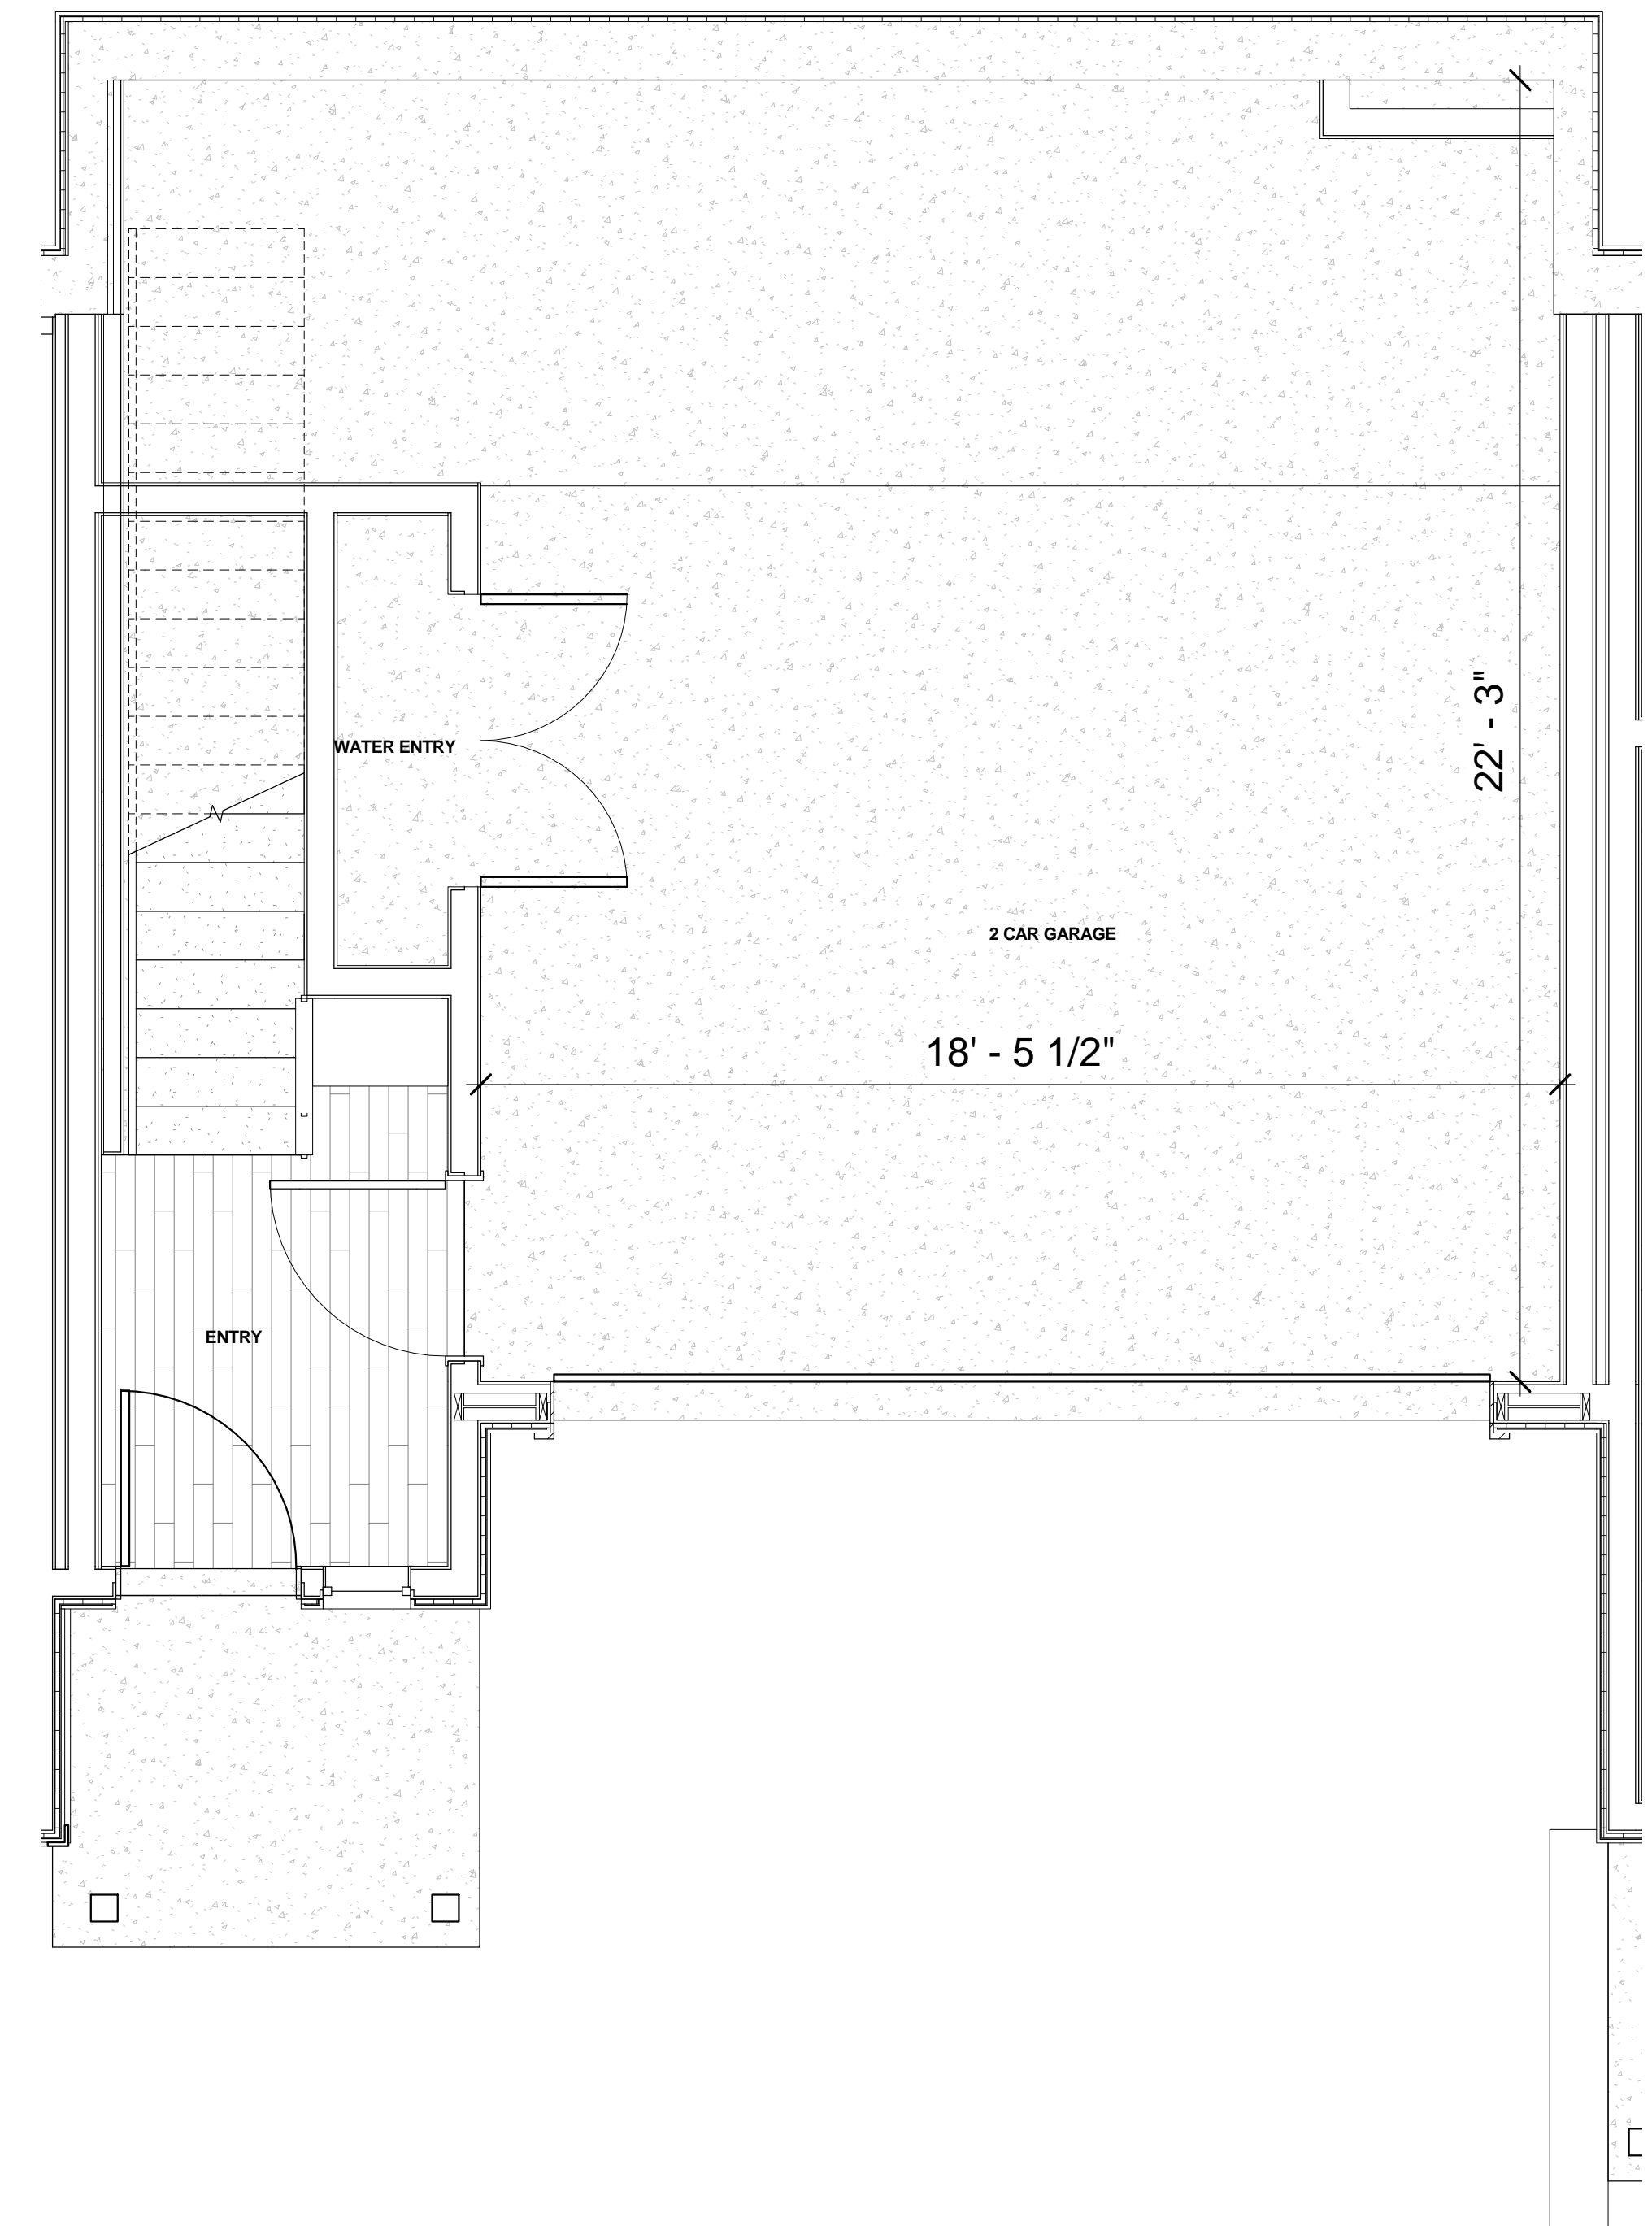 22' - 3"
WATER ENTRY
2 CAR GARAGE
18' - 5 1/2"
ENTRY